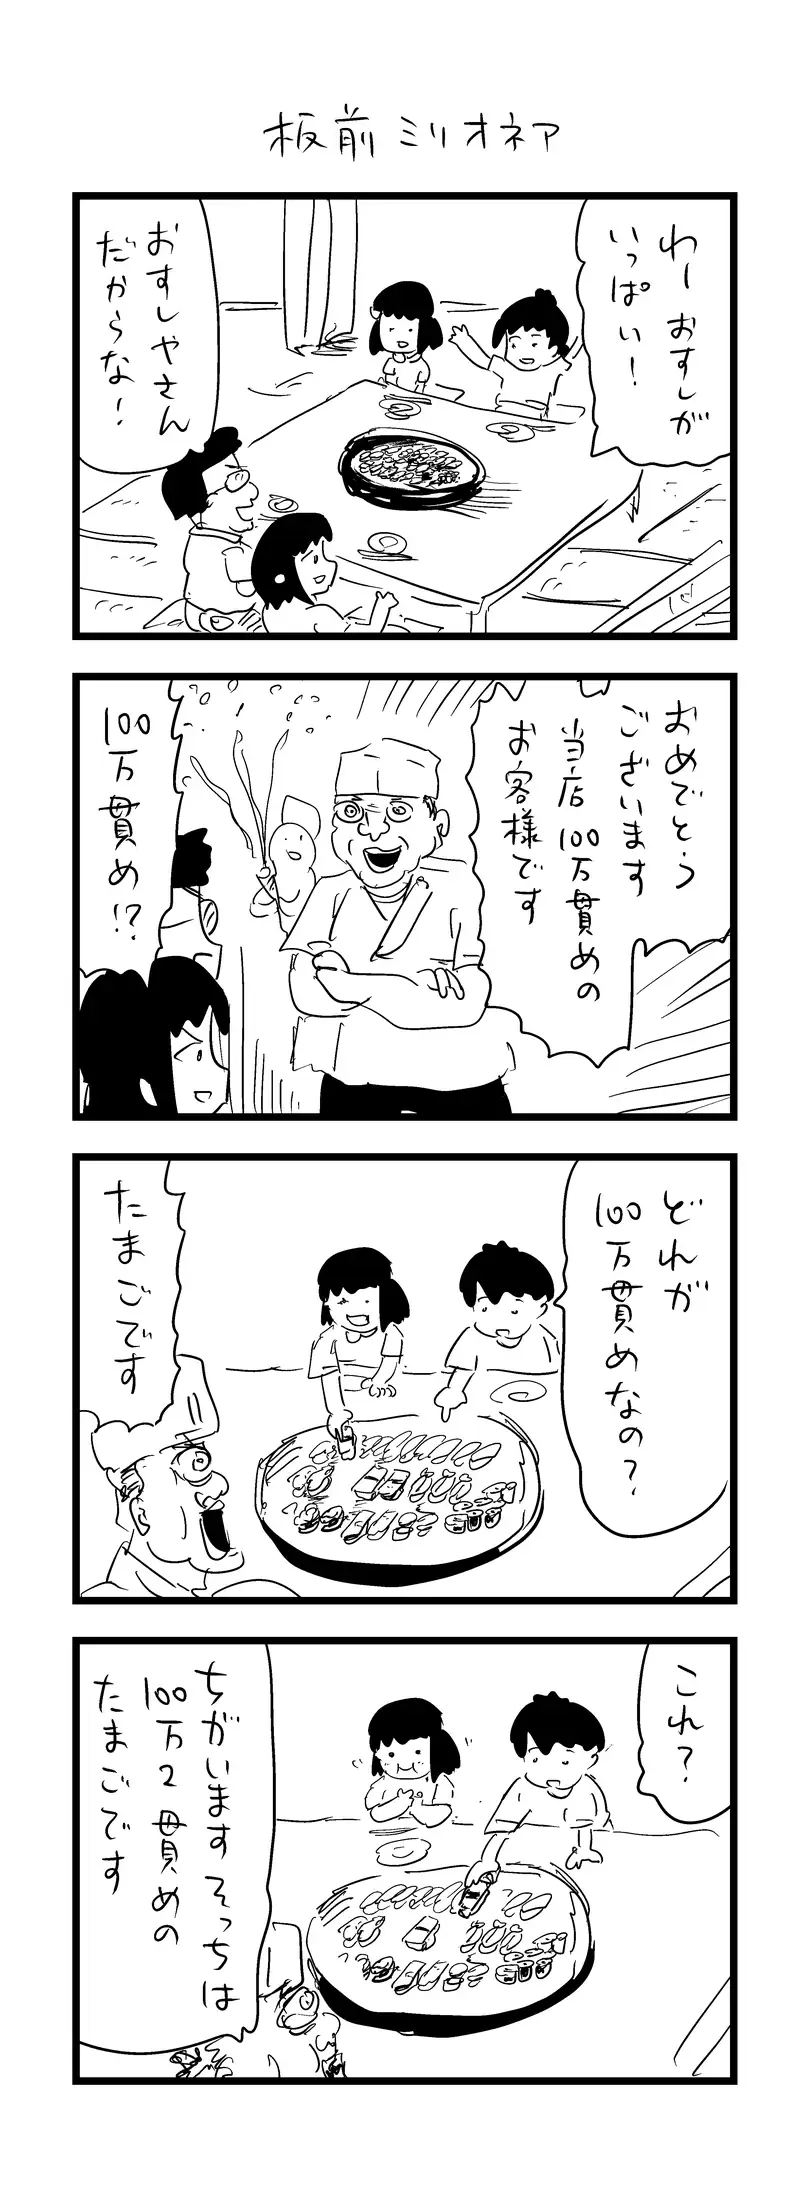 板前ミリオネア
わーおすしが
いっぱい!
おすしやさん
だからな!
おめでとう
ございます
当店100万貫めの
お客様です
100
万貫め!?
どれが
100万貫めなの?
たまごです
これ?
ちがいますそっちは
100万2貫めの
たまごです